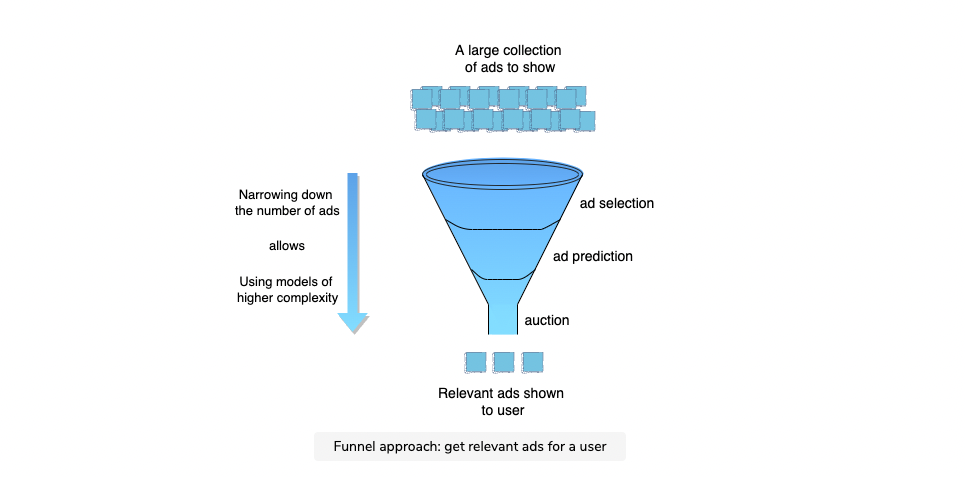 A large collection
of ads to show
Narrowing down
the number of ads
allows
Using models of
higher complexity
ad selection
ad prediction
auction
Relevant ads shown
to user
Funnel approach: get relevant ads for a user